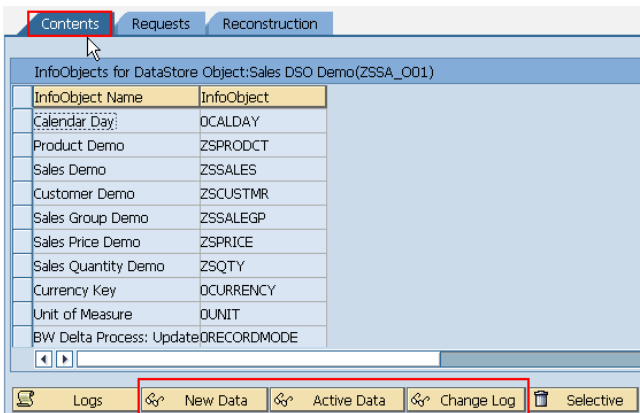 Contents Requests Reconstruction
InfoObjects for DataStore Object:Sales DSO Demo(ZSSA_O01)
InfoObject Name InfoObject
Calendar Day 0CALDAY
Product Demo ZSPRODCT
Sales Demo ZSSALES
Customer Demo ZSCUSTMR
Sales Group Demo ZSSALEGP
Sales Price Demo ZSPRICE
Sales Quantity Demo ZSQTY
Currency Key 0CURRENCY
Unit of Measure 0UNIT
BW Delta Process: Update 0RECORDMODE
Logs New Data Active Data Change Log Selective